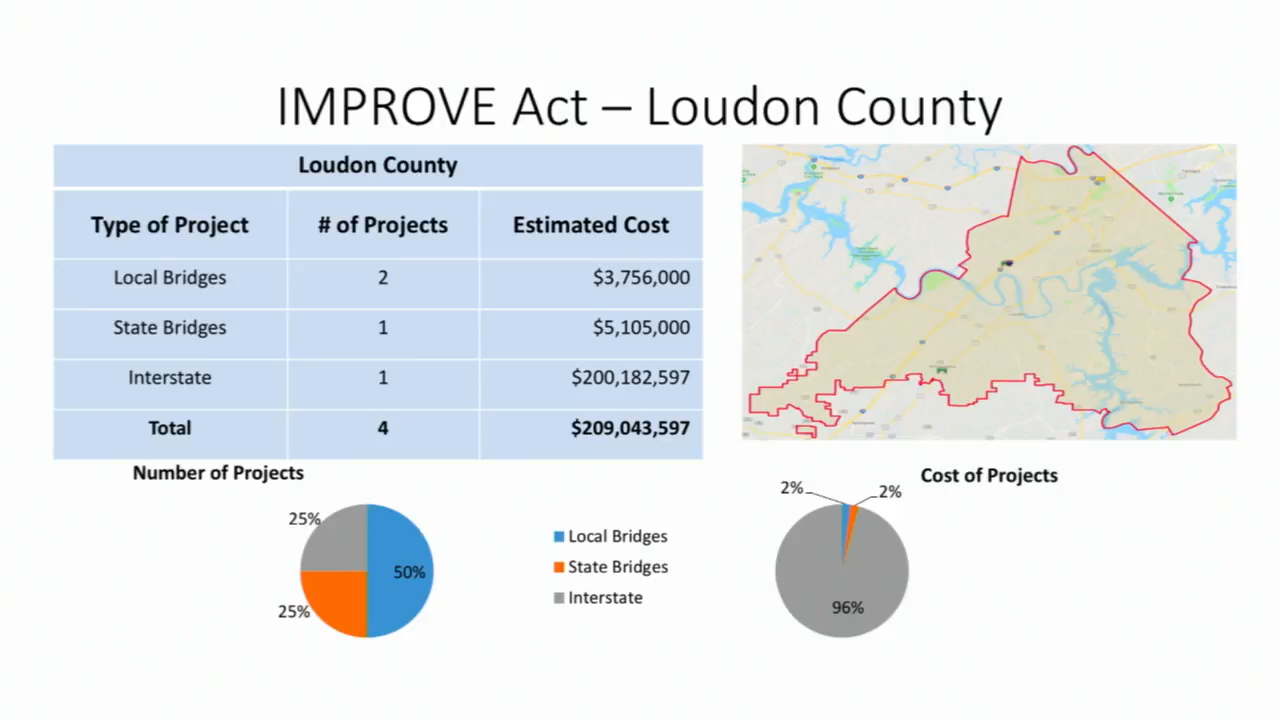 IMPROVE Act – Loudon County
Loudon County
Type of Project # of Projects Estimated Cost
Local Bridges 2 $3,756,000
State Bridges 1 $5,105,000
Interstate 1 $200,182,597
Total 4 $209,043,597
Number of Projects
25%
50%
25%
Local Bridges
State Bridges
Interstate
Cost of Projects
2%
2%
96%